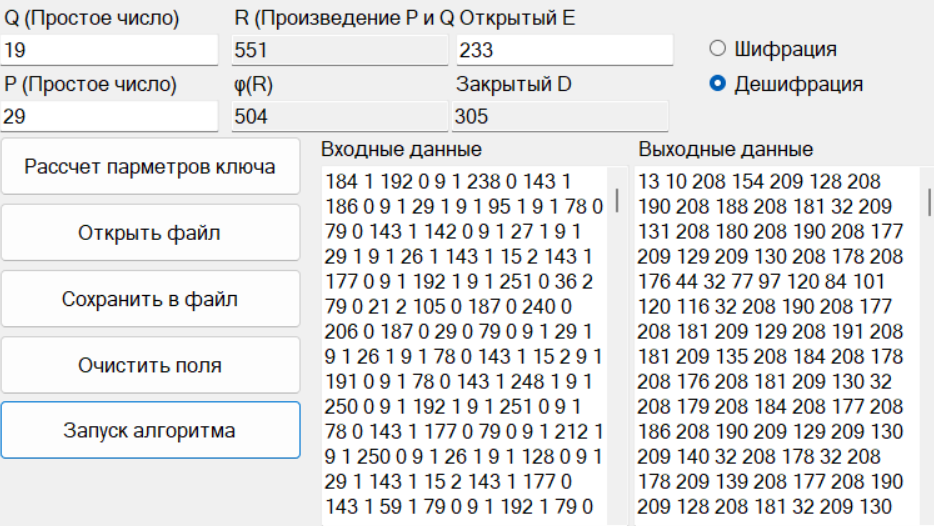 Q (Простое число) R (Произведение P и Q Открытый E
19 551 233
Шифрация
P (Простое число) φ(R) Закрытый D
Дешифрация
29 504 305
Рассчет парметров ключа
Открыть файл
Сохранить в файл
Очистить поля
Запуск алгоритма
Входные данные
184 1 192 0 9 1 238 0 143 1
186 0 9 1 29 1 9 1 95 1 9 1 78 0
79 0 143 1 142 0 9 1 27 1 9 1
29 1 9 1 26 1 143 1 15 2 143 1
177 0 9 1 192 1 9 1 251 0 36 2
79 0 21 2 105 0 187 0 240 0
206 0 187 0 29 0 79 0 9 1 29 1
9 1 26 1 9 1 78 0 143 1 15 2 9 1
191 0 9 1 78 0 143 1 248 1 9 1
250 0 9 1 192 1 9 1 251 0 9 1
78 0 143 1 177 0 79 0 9 1 212 1
9 1 250 0 9 1 26 1 9 1 128 0 9 1
29 1 143 1 15 2 143 1 177 0
143 1 59 1 79 0 9 1 192 1 79 0
Выходные данные
13 10 208 154 209 128 208
190 208 188 208 181 32 209
131 208 180 208 190 208 177
209 129 209 130 208 178 208
176 44 32 77 97 120 84 101
120 116 32 208 190 208 177
208 181 209 129 208 191 208
181 209 135 208 184 208 178
208 176 208 181 209 130 32
208 179 208 184 208 177 208
186 208 190 209 129 209 130
209 140 32 208 178 32 208
178 209 139 208 177 208 190
209 128 208 181 32 209 130